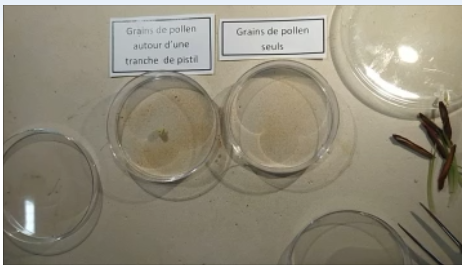 Grains de pollen
autour d'une
tranche de pistil
Grains de pollen
seuls